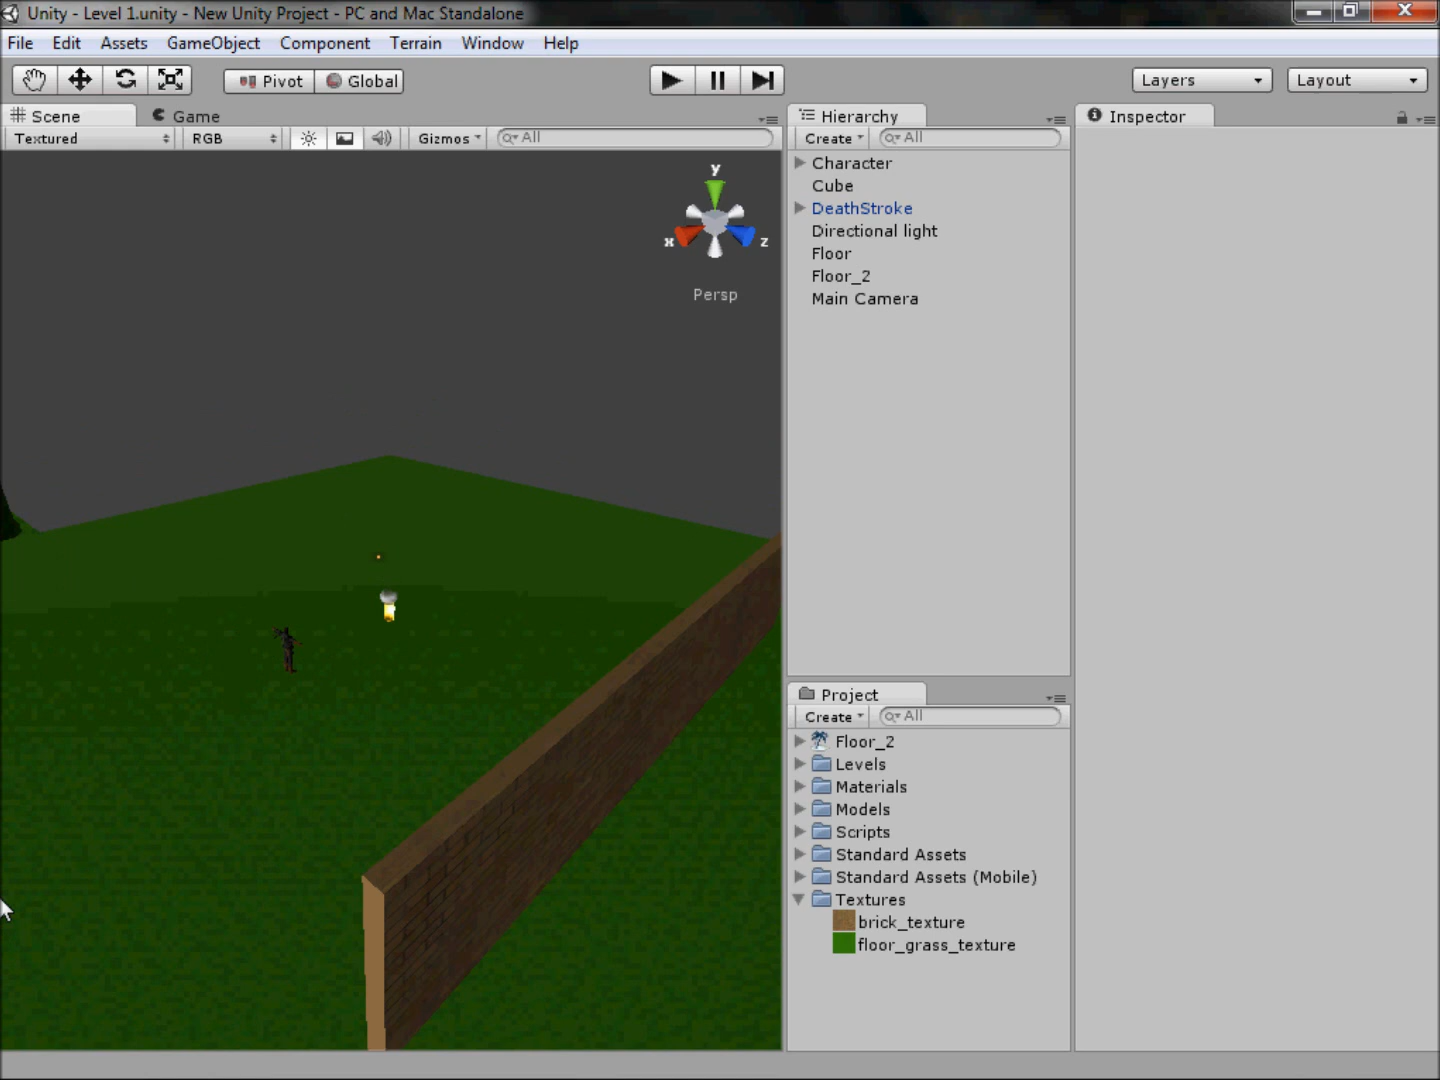 Unity - Level 1.unity - New Unity Project - PC and Mac Standalone
File Edit Assets GameObject Component Terrain Window Help
Pivot Global Layers Layout
Scene Game Hierarchy Inspector
Textured RGB Gizmos All Create All
y
x z
Persp
Character
Cube
DeathStroke
Directional light
Floor
Floor_2
Main Camera
Project
Create All
Floor_2
Levels
Materials
Models
Scripts
Standard Assets
Standard Assets (Mobile)
Textures
brick_texture
floor_grass_texture